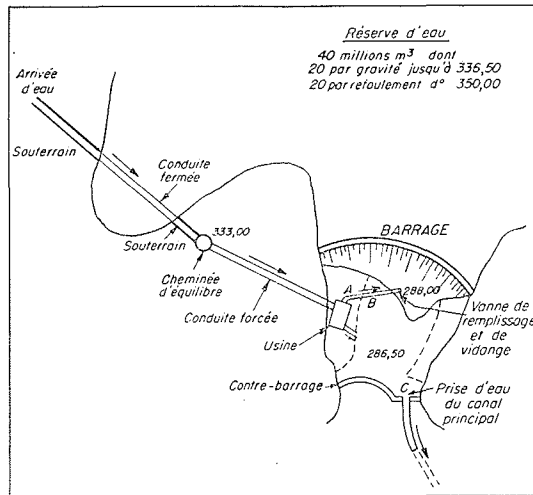 Réserve d'eau
40 millions m³ dont
20 par gravité jusqu'à 336,50
20 par refoulement d° 350,00
Arrivée
d'eau
Souterrain
Conduite
fermée
333,00
Souterrain
Cheminée
d'équilibre
Conduite forcée
BARRAGE
A
B
288,00
Vanne de
remplissage
et de
vidange
Usine
286,50
Contre-barrage
C
Prise d'eau
du canal
principal